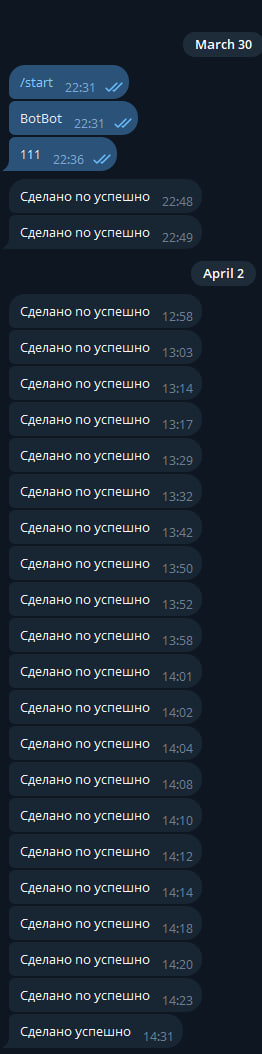 March 30
/start 22:31
BotBot 22:31
111 22:36
Сделано по успешно 22:48
Сделано по успешно 22:49
April 2
Сделано по успешно 12:58
Сделано по успешно 13:03
Сделано по успешно 13:14
Сделано по успешно 13:17
Сделано по успешно 13:29
Сделано по успешно 13:32
Сделано по успешно 13:42
Сделано по успешно 13:50
Сделано по успешно 13:52
Сделано по успешно 13:58
Сделано по успешно 14:01
Сделано по успешно 14:02
Сделано по успешно 14:04
Сделано по успешно 14:08
Сделано по успешно 14:10
Сделано по успешно 14:12
Сделано по успешно 14:14
Сделано по успешно 14:18
Сделано по успешно 14:20
Сделано по успешно 14:23
Сделано успешно 14:31